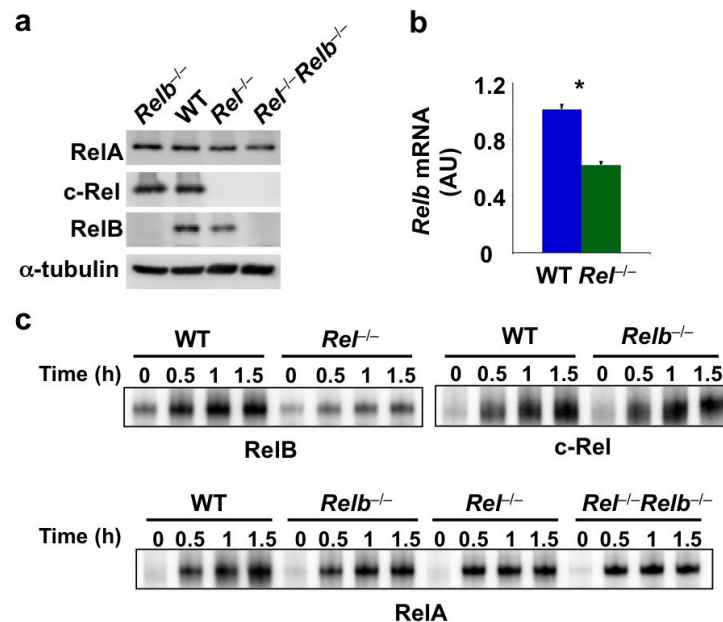 a
Relb–/– WT Rel–/– Rel–/–Relb–/–
RelA
c-Rel
RelB
α-tubulin
b
Relb mRNA
(AU)
1.2
0.8
0.4
0
*
WT Rel–/–
c
WT Rel–/–
Time (h) 0 0.5 1 1.5 0 0.5 1 1.5
RelB
WT Relb–/–
0 0.5 1 1.5 0 0.5 1 1.5
c-Rel
WT Relb–/– Rel–/– Rel–/–Relb–/–
Time (h) 0 0.5 1 1.5 0 0.5 1 1.5 0 0.5 1 1.5 0 0.5 1 1.5
RelA